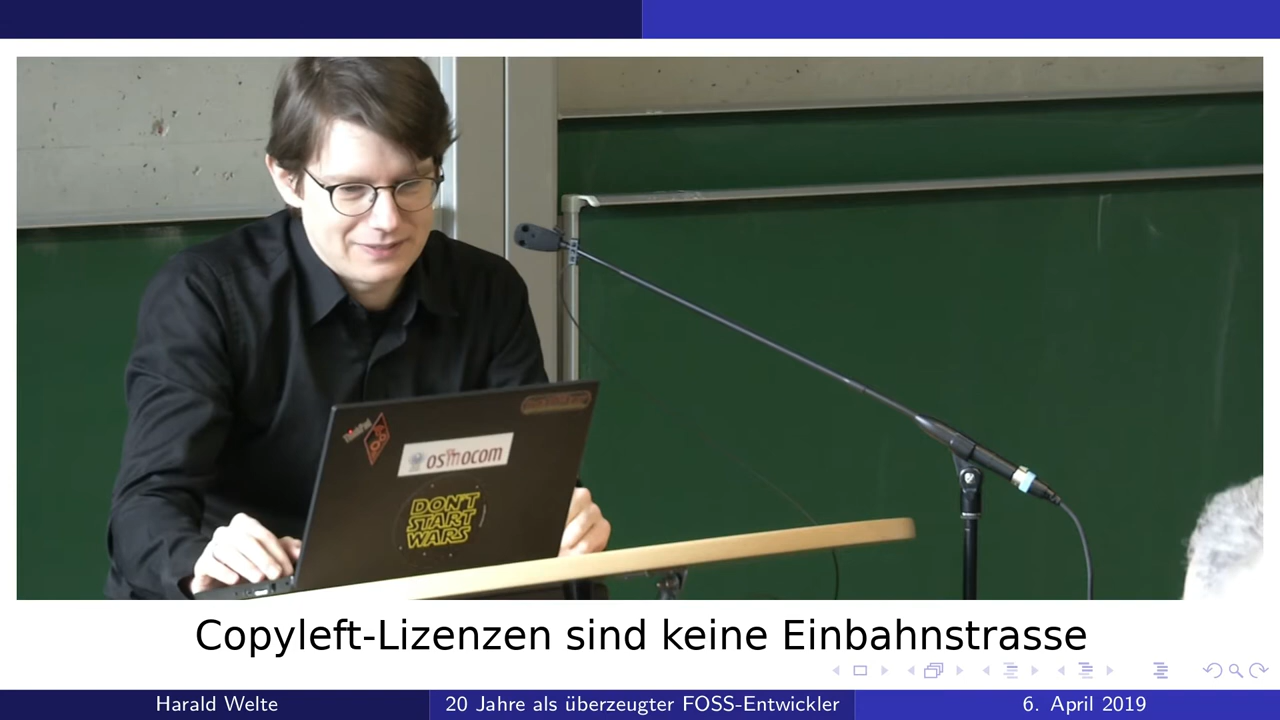 ThinkPad
osmocom
DON'T
START
WARS
Copyleft-Lizenzen sind keine Einbahnstrasse
Harald Welte
20 Jahre als überzeugter FOSS-Entwickler
6. April 2019